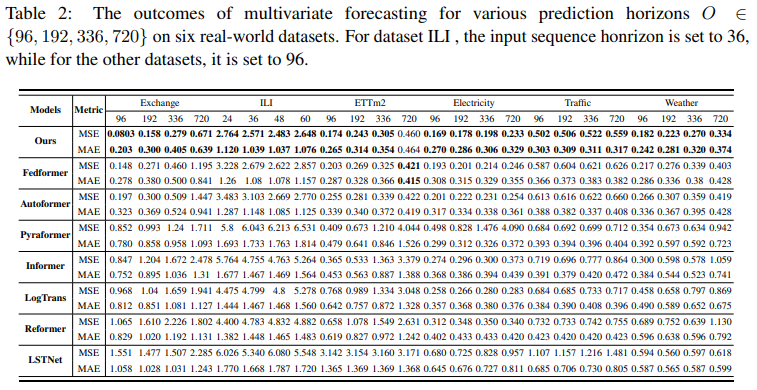 Table 2: The outcomes of multivariate forecasting for various prediction horizons O ∈
{96, 192, 336, 720} on six real-world datasets. For dataset ILI , the input sequence honrizon is set to 36,
while for the other datasets, it is set to 96.
Models Metric Exchange ILI ETTm2 Electricity Traffic Weather
96 192 336 720 24 36 48 60 96 192 336 720 96 192 336 720 96 192 336 720 96 192 336 720
Ours MSE 0.0803 0.158 0.279 0.671 2.764 2.571 2.483 2.648 0.174 0.243 0.305 0.460 0.169 0.178 0.198 0.233 0.502 0.506 0.522 0.559 0.182 0.223 0.270 0.334
MAE 0.203 0.300 0.405 0.639 1.120 1.039 1.037 1.076 0.265 0.314 0.354 0.464 0.270 0.286 0.306 0.329 0.303 0.309 0.311 0.317 0.242 0.281 0.320 0.374
Fedformer MSE 0.148 0.271 0.460 1.195 3.228 2.679 2.622 2.857 0.203 0.269 0.325 0.421 0.193 0.201 0.214 0.246 0.587 0.604 0.621 0.626 0.217 0.276 0.339 0.403
MAE 0.278 0.380 0.500 0.841 1.26 1.08 1.078 1.157 0.287 0.328 0.366 0.415 0.308 0.315 0.329 0.355 0.366 0.373 0.383 0.382 0.286 0.336 0.38 0.428
Autoformer MSE 0.197 0.300 0.509 1.447 3.483 3.103 2.669 2.770 0.255 0.281 0.339 0.422 0.201 0.222 0.231 0.254 0.613 0.616 0.622 0.660 0.266 0.307 0.359 0.419
MAE 0.323 0.369 0.524 0.941 1.287 1.148 1.085 1.125 0.339 0.340 0.372 0.419 0.317 0.334 0.338 0.361 0.388 0.382 0.337 0.408 0.336 0.367 0.395 0.428
Pyraformer MSE 0.852 0.993 1.24 1.711 5.8 6.043 6.213 6.531 0.409 0.673 1.210 4.044 0.498 0.828 1.476 4.090 0.684 0.692 0.699 0.712 0.354 0.673 0.634 0.942
MAE 0.780 0.858 0.958 1.093 1.693 1.733 1.763 1.814 0.479 0.641 0.846 1.526 0.299 0.312 0.326 0.372 0.393 0.394 0.396 0.404 0.392 0.597 0.592 0.723
Informer MSE 0.847 1.204 1.672 2.478 5.764 4.755 4.763 5.264 0.365 0.533 1.363 3.379 0.274 0.296 0.300 0.373 0.719 0.696 0.777 0.864 0.300 0.598 0.578 1.059
MAE 0.752 0.895 1.036 1.31 1.677 1.467 1.469 1.564 0.453 0.563 0.887 1.388 0.368 0.386 0.394 0.439 0.391 0.379 0.420 0.472 0.384 0.544 0.523 0.741
LogTrans MSE 0.968 1.04 1.659 1.941 4.475 4.799 4.8 5.278 0.768 0.989 1.334 3.048 0.258 0.266 0.280 0.283 0.684 0.685 0.733 0.717 0.458 0.658 0.797 0.869
MAE 0.812 0.851 1.081 1.127 1.444 1.467 1.468 1.560 0.642 0.757 0.872 1.328 0.357 0.368 0.380 0.376 0.384 0.390 0.408 0.396 0.490 0.589 0.652 0.675
Reformer MSE 1.065 1.610 2.226 1.802 4.400 4.783 4.832 4.882 0.658 1.078 1.549 2.631 0.312 0.348 0.350 0.340 0.732 0.733 0.742 0.755 0.689 0.752 0.639 1.130
MAE 0.829 1.020 1.192 1.131 1.382 1.448 1.465 1.483 0.619 0.827 0.972 1.242 0.402 0.433 0.433 0.420 0.423 0.420 0.420 0.423 0.596 0.638 0.596 0.792
LSTNet MSE 1.551 1.477 1.507 2.285 6.026 5.340 6.080 5.548 3.142 3.154 3.160 3.171 0.680 0.725 0.828 0.957 1.107 1.157 1.216 1.481 0.594 0.560 0.597 0.618
MAE 1.058 1.028 1.031 1.243 1.770 1.668 1.787 1.720 1.365 1.369 1.369 1.368 0.645 0.676 0.727 0.811 0.685 0.706 0.730 0.805 0.587 0.565 0.587 0.599